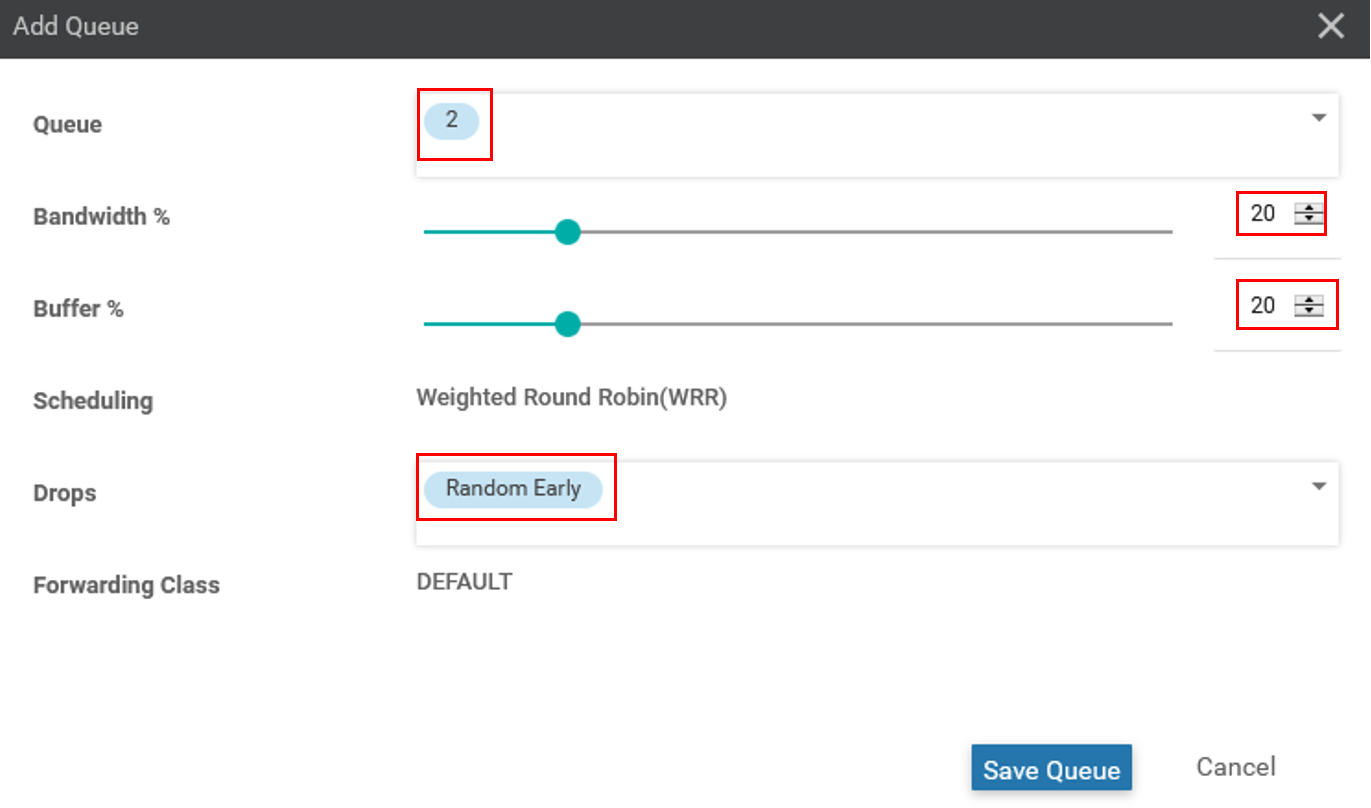 Add Queue
Queue
2
Bandwidth %
20
Buffer %
20
Scheduling
Weighted Round Robin(WRR)
Drops
Random Early
Forwarding Class
DEFAULT
Save Queue
Cancel